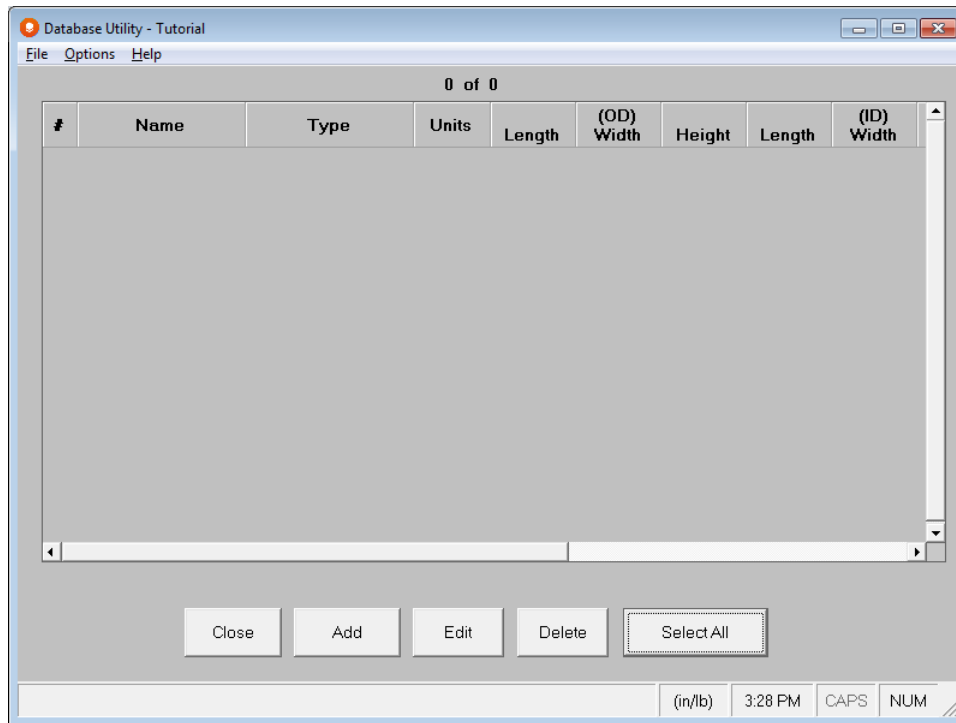 Database Utility - Tutorial
File Options Help
0 of 0
# Name Type Units Length (OD) Width Height Length (ID) Width
Close Add Edit Delete Select All
(in/lb) 3:28 PM CAPS NUM